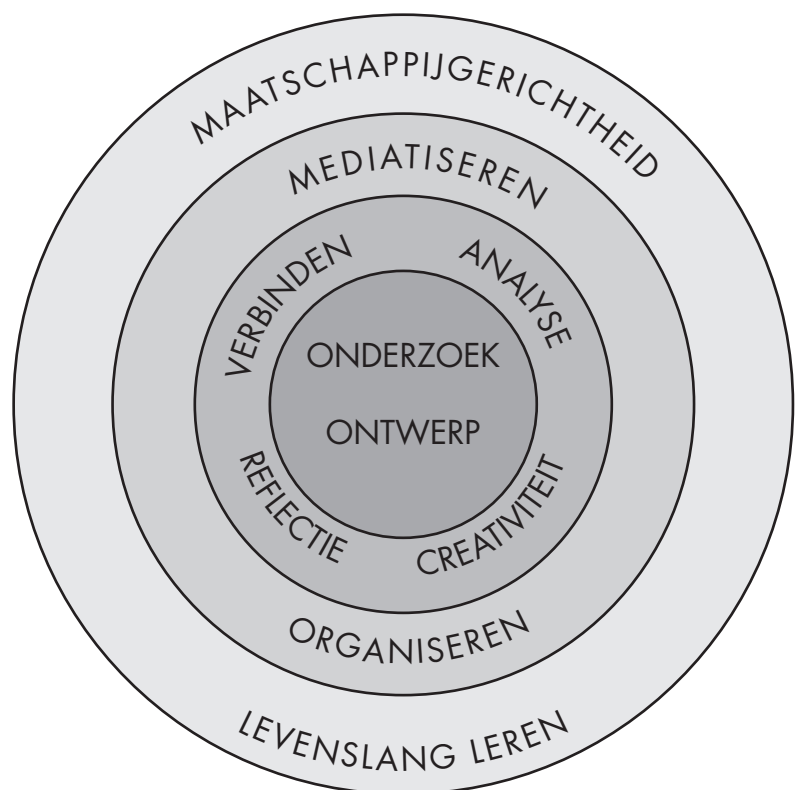 MAATSCHAPPIJGERICHTHEID
MEDIATISEREN
VERBINDEN
ANALYSE
ONDERZOEK
ONTWERP
REFLECTIE
CREATIVITEIT
ORGANISEREN
LEVENSLANG LEREN